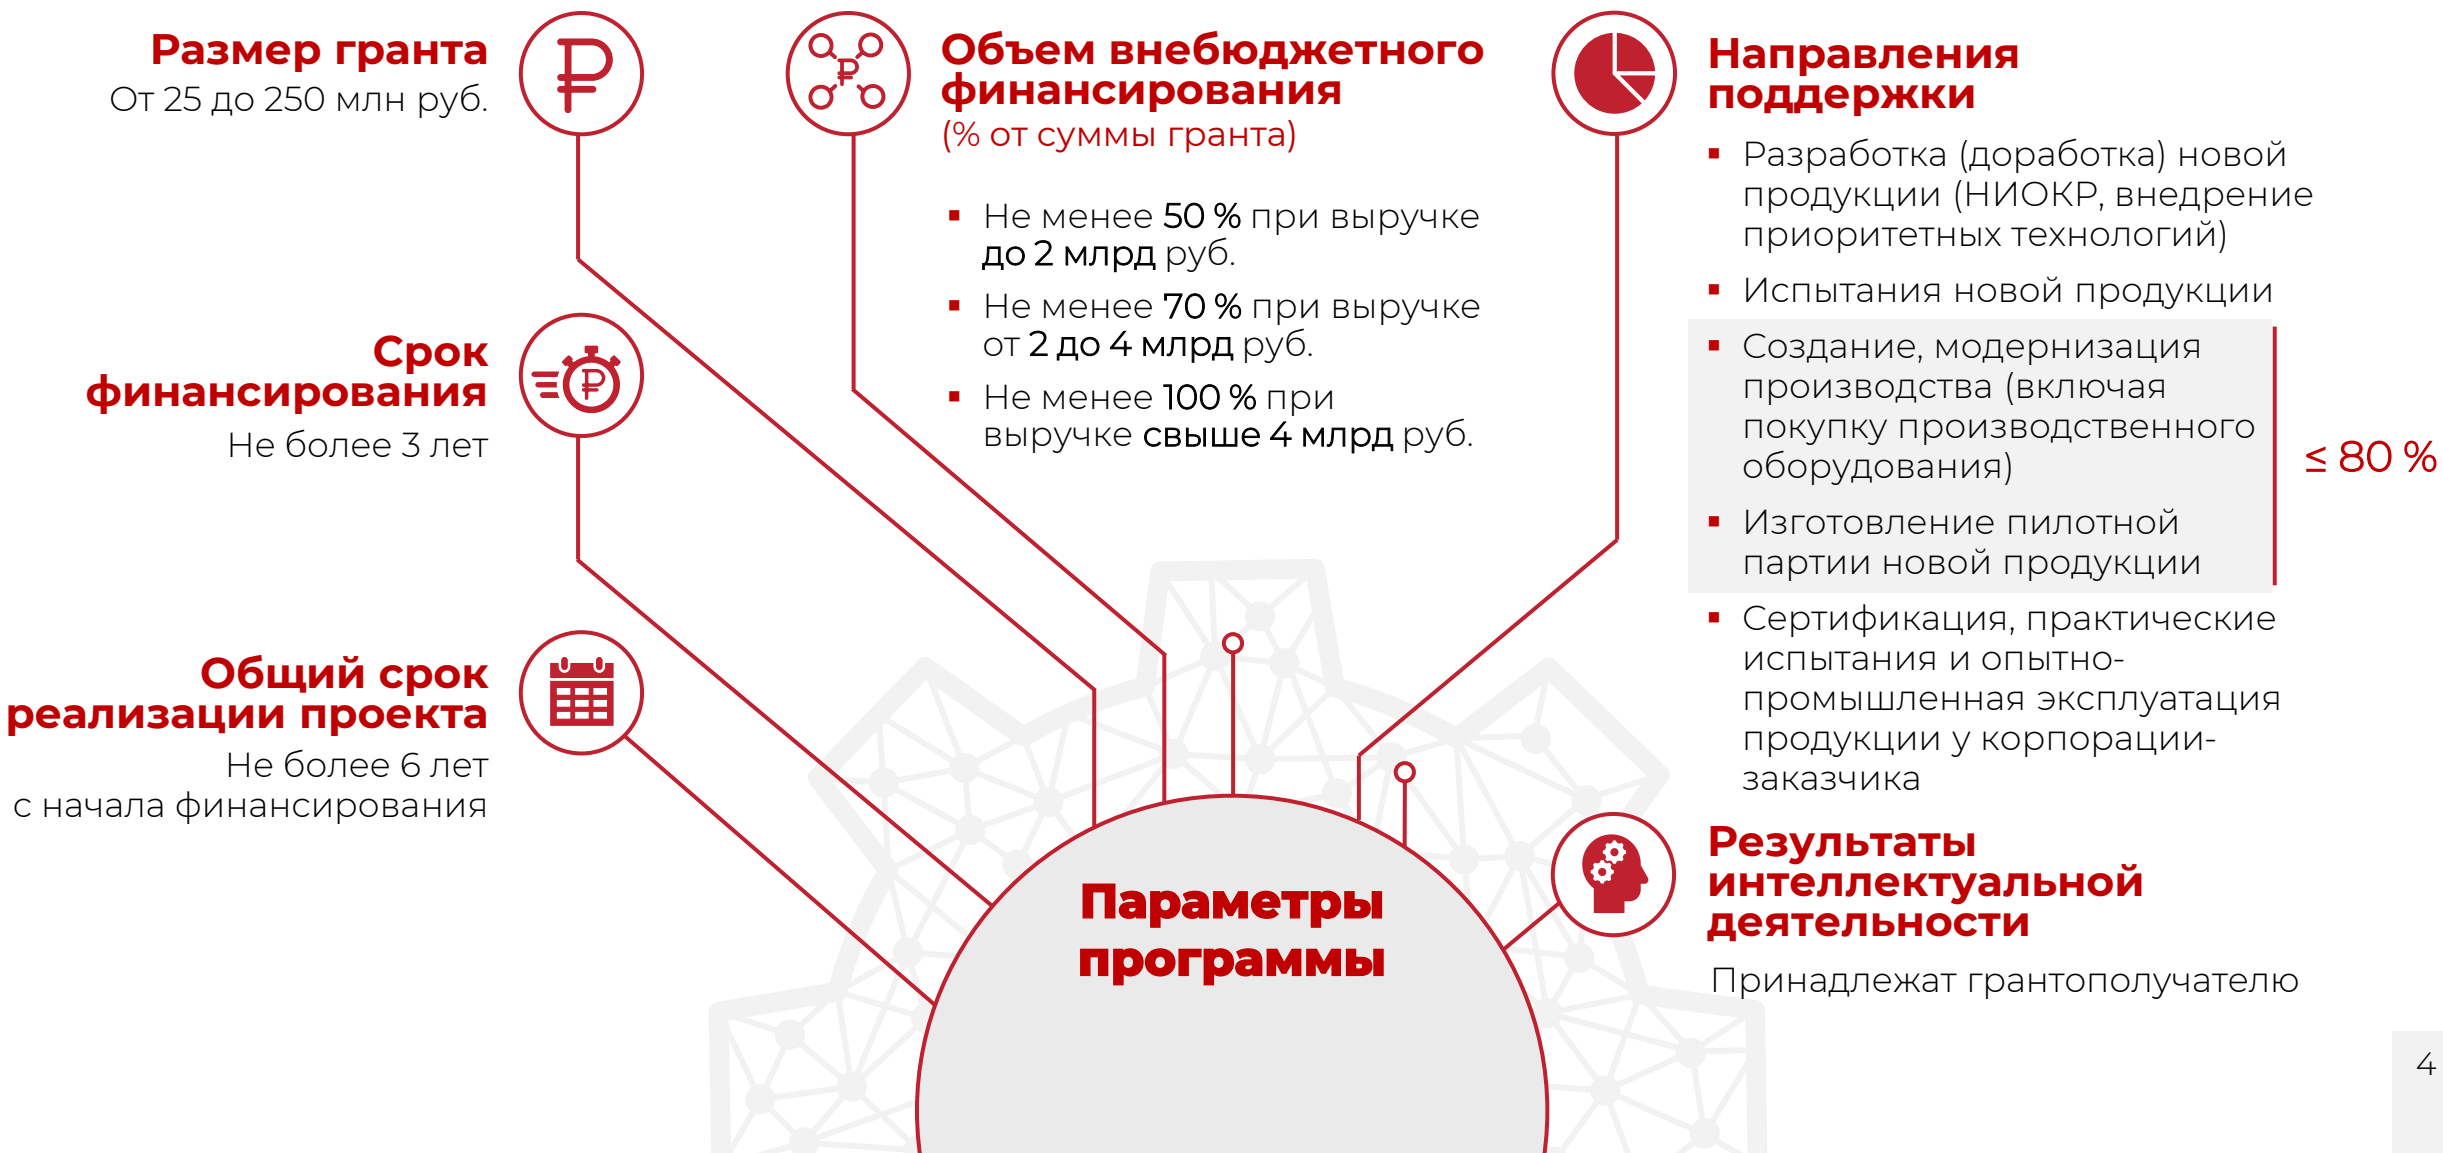 Размер гранта
От 25 до 250 млн руб.
Срок
финансирования
Не более 3 лет
Общий срок
реализации проекта
Не более 6 лет
с начала финансирования
Объем внебюджетного
финансирования
(% от суммы гранта)
▪ Не менее 50 % при выручке
до 2 млрд руб.
▪ Не менее 70 % при выручке
от 2 до 4 млрд руб.
▪ Не менее 100 % при
выручке свыше 4 млрд руб.
Направления
поддержки
▪ Разработка (доработка) новой
продукции (НИОКР, внедрение
приоритетных технологий)
▪ Испытания новой продукции
▪ Создание, модернизация
производства (включая
покупку производственного
оборудования)
▪ Изготовление пилотной
партии новой продукции
≤ 80 %
▪ Сертификация, практические
испытания и опытно-
промышленная эксплуатация
продукции у корпорации-
заказчика
Результаты
интеллектуальной
деятельности
Принадлежат грантополучателю
Параметры
программы
4